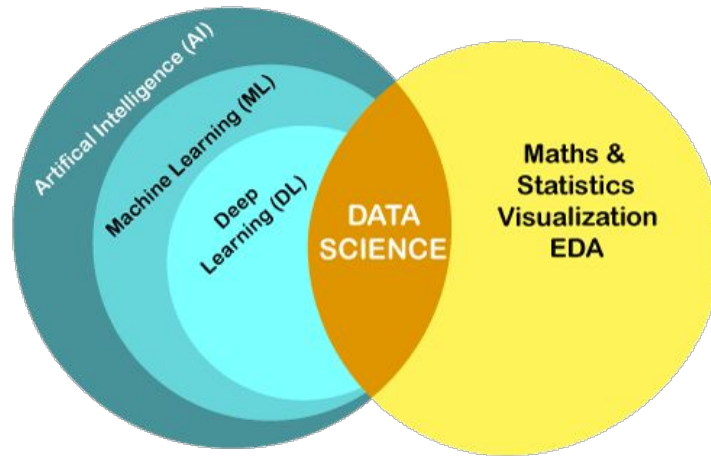 Artifical Intelligence (AI)
Machine Learning (ML)
Deep
Learning (DL)
DATA
SCIENCE
Maths &
Statistics
Visualization
EDA